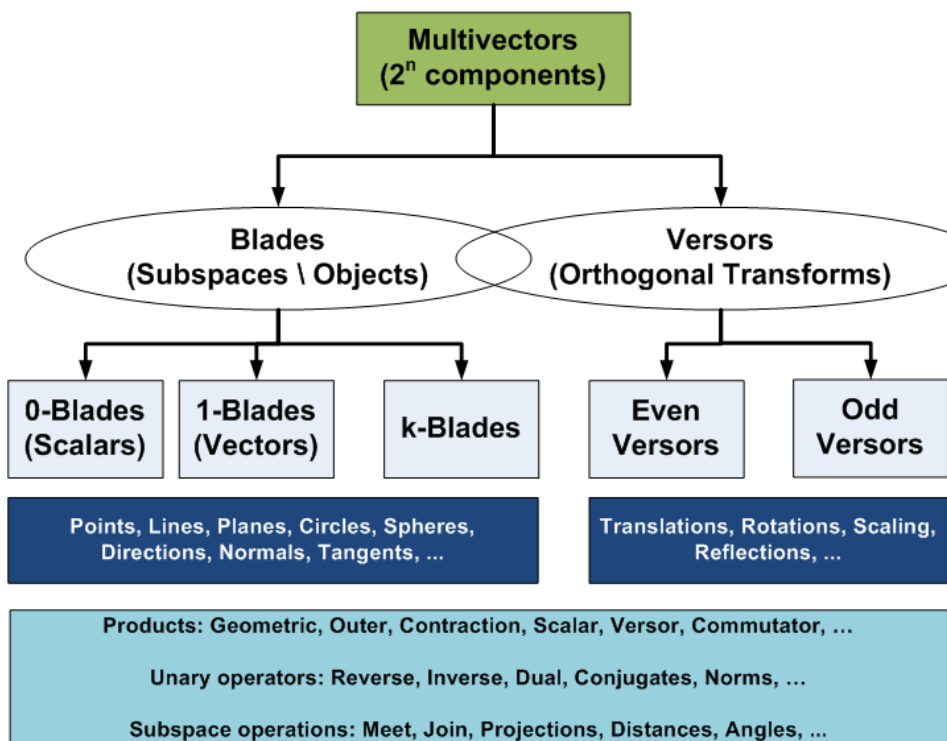 Multivectors
(2ⁿ components)
Blades
(Subspaces \ Objects)
Versors
(Orthogonal Transforms)
0-Blades
(Scalars)
1-Blades
(Vectors)
k-Blades
Even
Versors
Odd
Versors
Points, Lines, Planes, Circles, Spheres,
Directions, Normals, Tangents, ...
Translations, Rotations, Scaling,
Reflections, ...
Products: Geometric, Outer, Contraction, Scalar, Versor, Commutator, …
Unary operators: Reverse, Inverse, Dual, Conjugates, Norms, …
Subspace operations: Meet, Join, Projections, Distances, Angles, ...